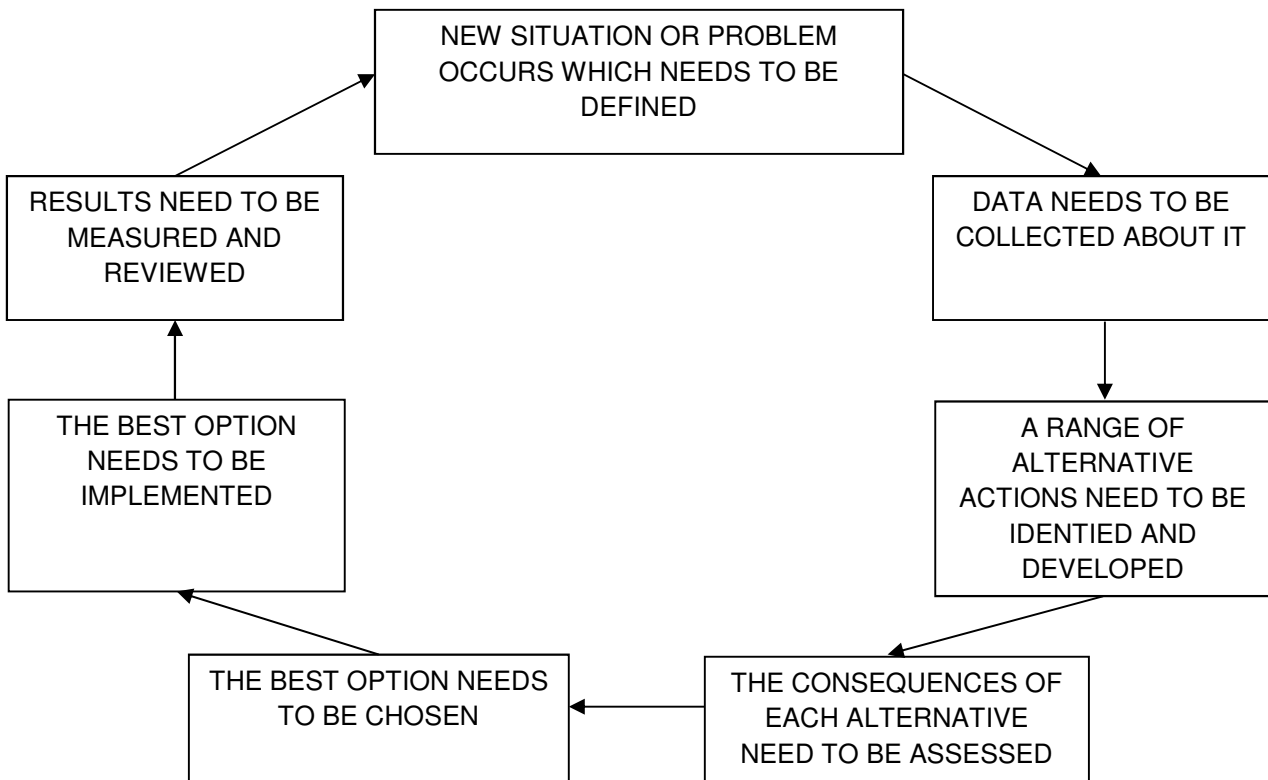 NEW SITUATION OR PROBLEM
OCCURS WHICH NEEDS TO BE
DEFINED
DATA NEEDS TO BE
COLLECTED ABOUT IT
A RANGE OF
ALTERNATIVE
ACTIONS NEED TO BE
IDENTIED AND
DEVELOPED
THE CONSEQUENCES OF
EACH ALTERNATIVE
NEED TO BE ASSESSED
THE BEST OPTION NEEDS
TO BE CHOSEN
THE BEST OPTION
NEEDS TO BE
IMPLEMENTED
RESULTS NEED TO BE
MEASURED AND
REVIEWED